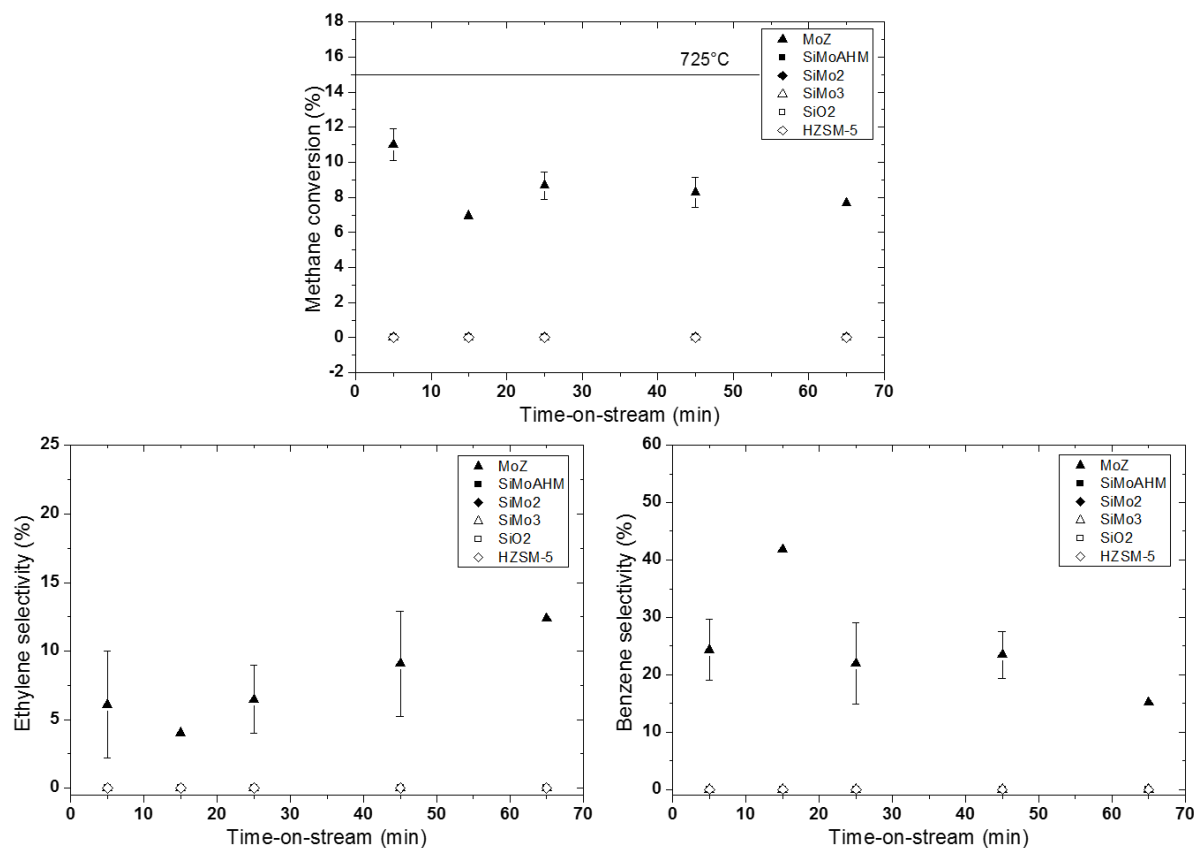 18
16
14
12
10
8
6
4
2
0
-2
Methane conversion (%)
725°C
MoZ
SiMoAHM
SiMo2
SiMo3
SiO2
HZSM-5
0 10 20 30 40 50 60 70
Time-on-stream (min)
25
20
15
10
5
0
Ethylene selectivity (%)
MoZ
SiMoAHM
SiMo2
SiMo3
SiO2
HZSM-5
0 10 20 30 40 50 60 70
Time-on-stream (min)
60
50
40
30
20
10
0
Benzene selectivity (%)
MoZ
SiMoAHM
SiMo2
SiMo3
SiO2
HZSM-5
0 10 20 30 40 50 60 70
Time-on-stream (min)